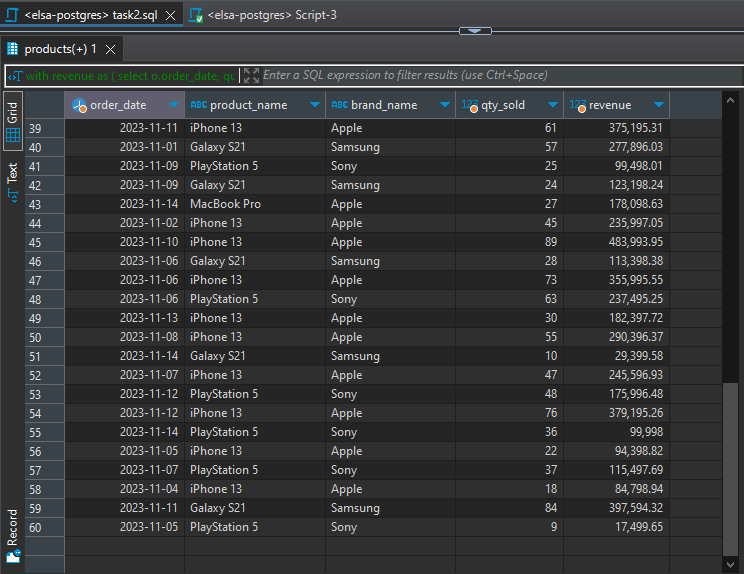 <elsa-postgres> task2.sql
<elsa-postgres> Script-3
products(+) 1
with revenue as ( select o.order_date, qu
Enter a SQL expression to filter results (use Ctrl+Space)
Grid
Text
Record
order_date ABC product_name ABC brand_name 123 qty_sold 123 revenue
39 2023-11-11 iPhone 13 Apple 61 375,195.31
40 2023-11-01 Galaxy S21 Samsung 57 277,896.03
41 2023-11-09 PlayStation 5 Sony 25 99,498.01
42 2023-11-09 Galaxy S21 Samsung 24 123,198.24
43 2023-11-14 MacBook Pro Apple 27 178,098.63
44 2023-11-02 iPhone 13 Apple 45 235,997.05
45 2023-11-10 iPhone 13 Apple 89 483,993.95
46 2023-11-06 Galaxy S21 Samsung 28 113,398.38
47 2023-11-06 iPhone 13 Apple 73 355,995.55
48 2023-11-06 PlayStation 5 Sony 63 237,495.25
49 2023-11-13 iPhone 13 Apple 30 182,397.72
50 2023-11-08 iPhone 13 Apple 55 290,396.37
51 2023-11-14 Galaxy S21 Samsung 10 29,399.58
52 2023-11-07 iPhone 13 Apple 47 245,596.93
53 2023-11-12 PlayStation 5 Sony 48 175,996.48
54 2023-11-12 iPhone 13 Apple 76 379,195.26
55 2023-11-14 PlayStation 5 Sony 36 99,998
56 2023-11-05 iPhone 13 Apple 22 94,398.82
57 2023-11-07 PlayStation 5 Sony 37 115,497.69
58 2023-11-04 iPhone 13 Apple 18 84,798.94
59 2023-11-11 Galaxy S21 Samsung 84 397,594.32
60 2023-11-05 PlayStation 5 Sony 9 17,499.65